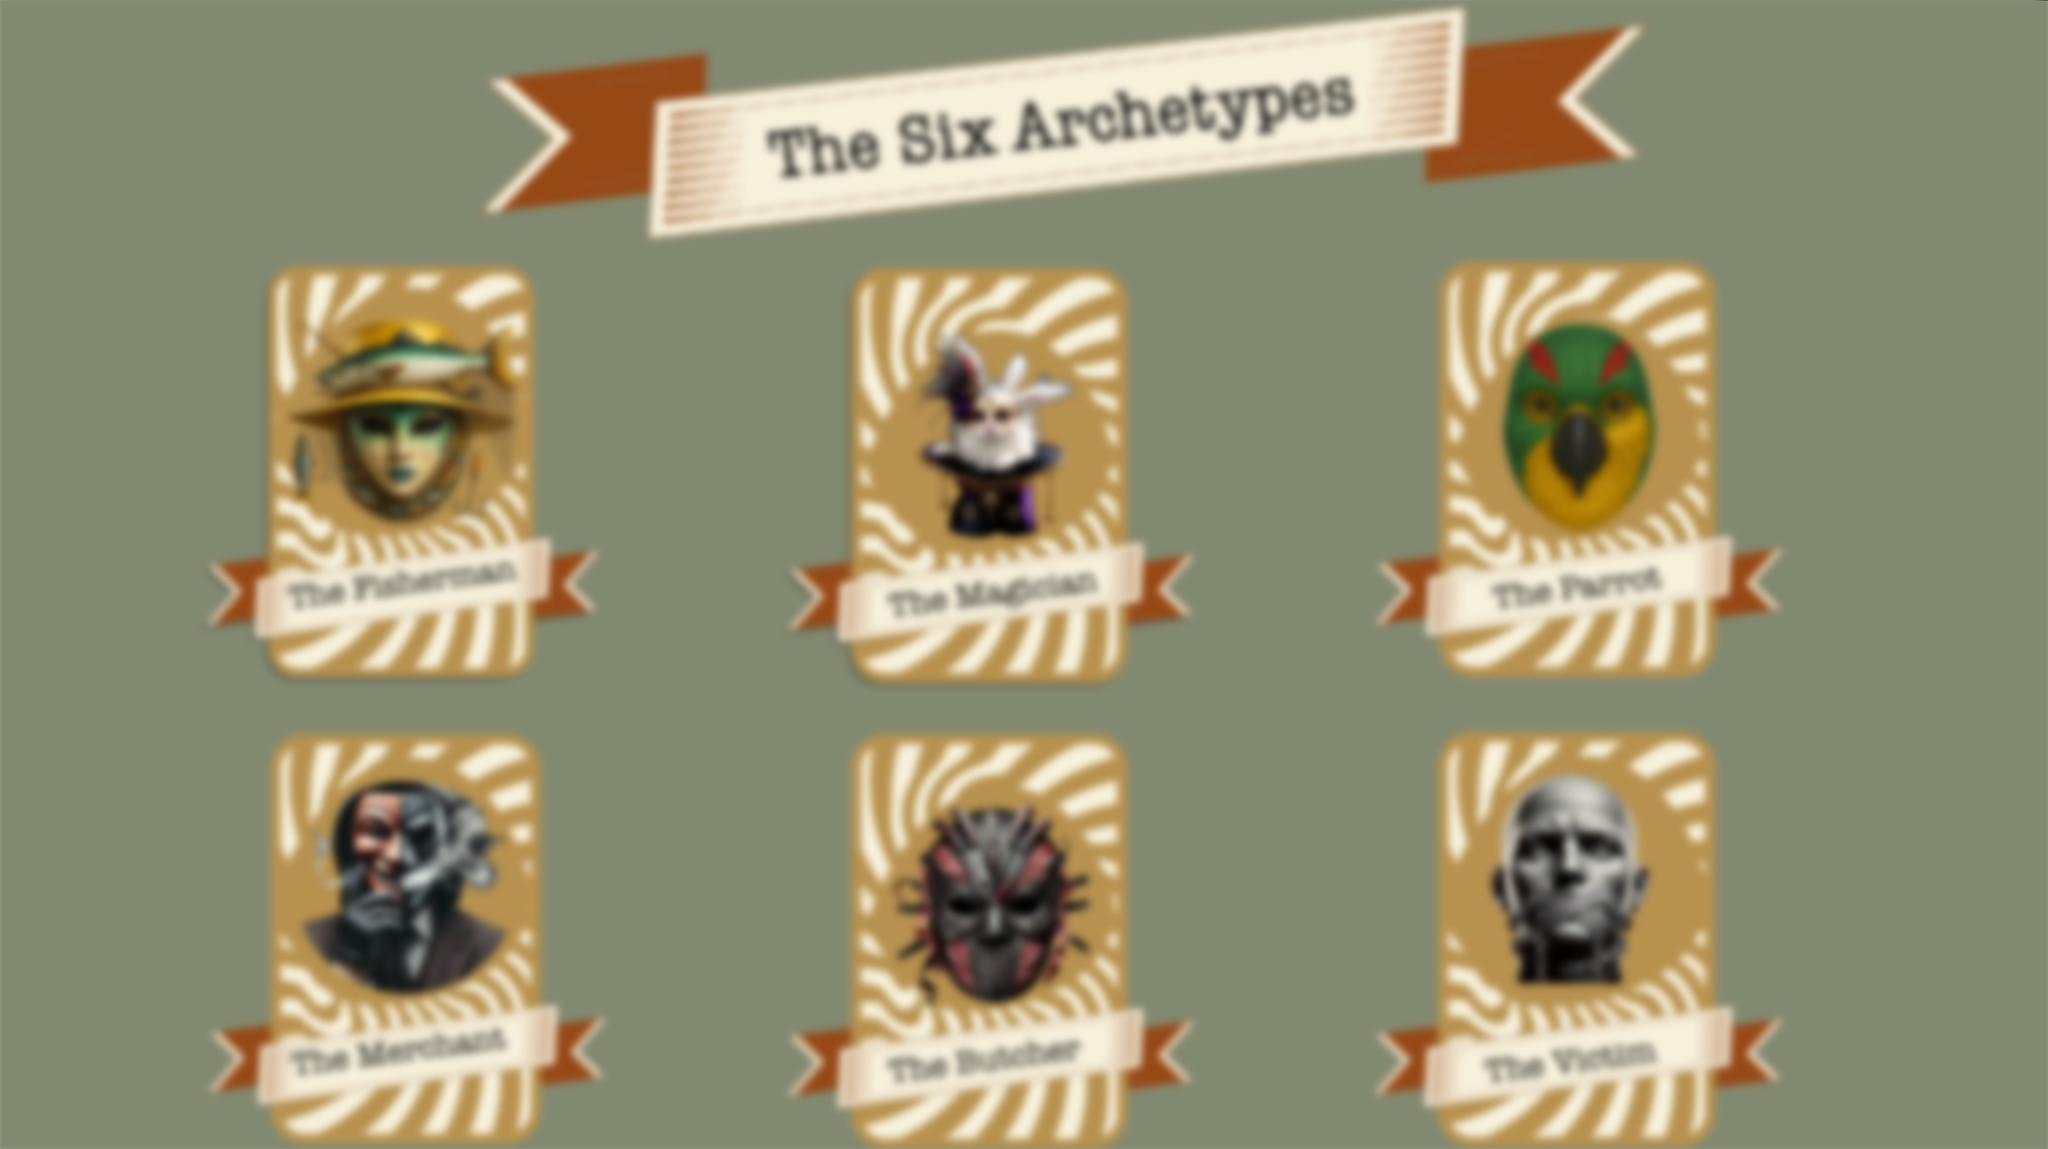 The Six Archetypes
The Fisherman
The Magician
The Parrot
The Merchant
The Butcher
The Victim